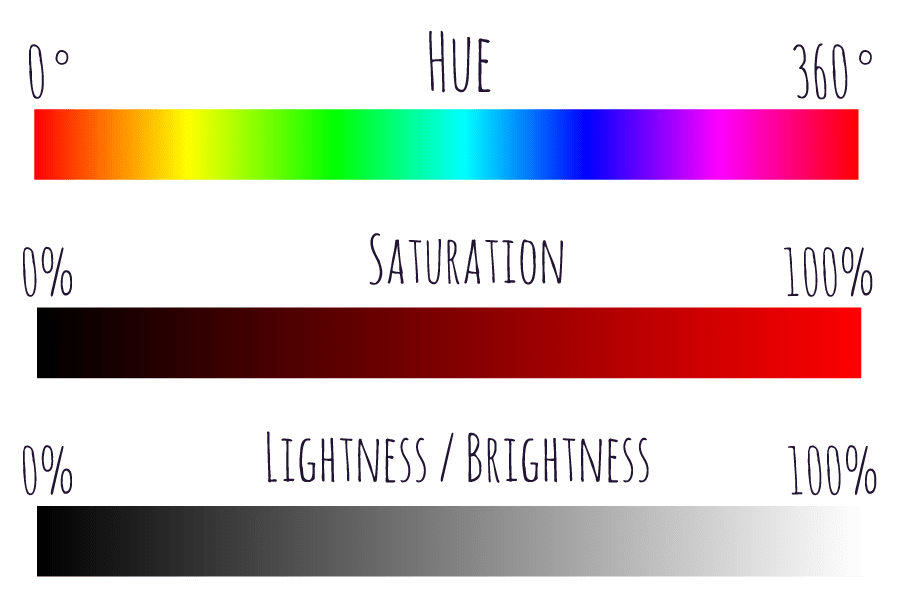 0° Hue 360°
0% Saturation 100%
0% Lightness / Brightness 100%